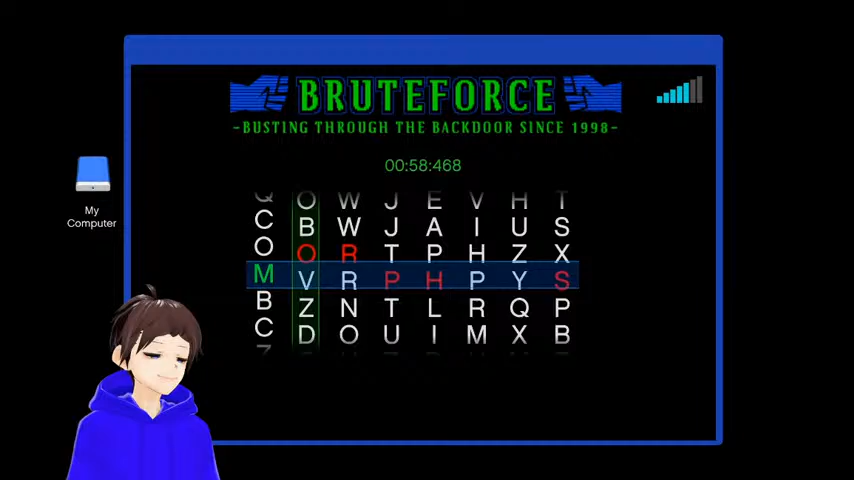 BRUTEFORCE
-BUSTING THROUGH THE BACKDOOR SINCE 1998-
00:58:468
My
Computer
Q O W J E V H T
C B W J A I U S
O O R T P H Z X
M V R P H P Y S
B Z N T L R Q P
C D O U I M X B